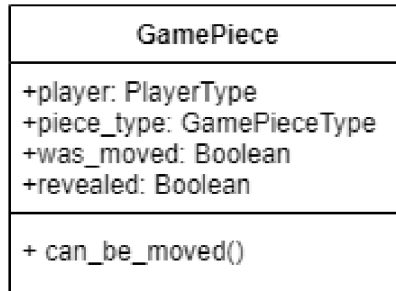 GamePiece
+player: PlayerType
+piece_type: GamePieceType
+was_moved: Boolean
+revealed: Boolean
+ can_be_moved()